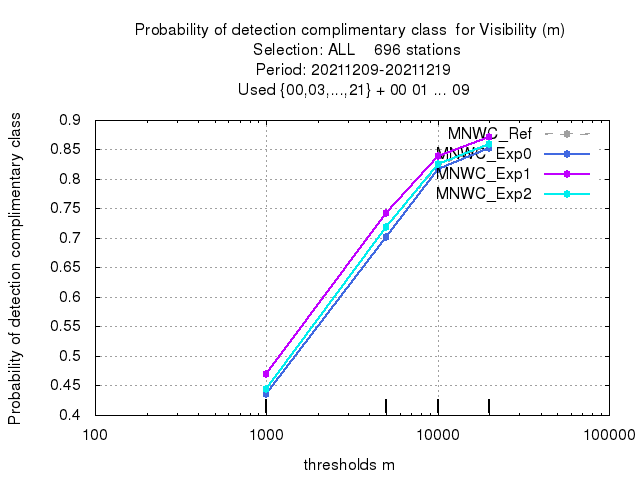 Probability of detection complimentary class  for Visibility (m)
Selection: ALL    696 stations
Period: 20211209-20211219
Used {00,03,...,21} + 00 01 ... 09
Probability of detection complimentary class
0.9
0.85
0.8
0.75
0.7
0.65
0.6
0.55
0.5
0.45
0.4
MNWC_Ref
MNWC_Exp0
MNWC_Exp1
MNWC_Exp2
100 1000 10000 100000
thresholds m